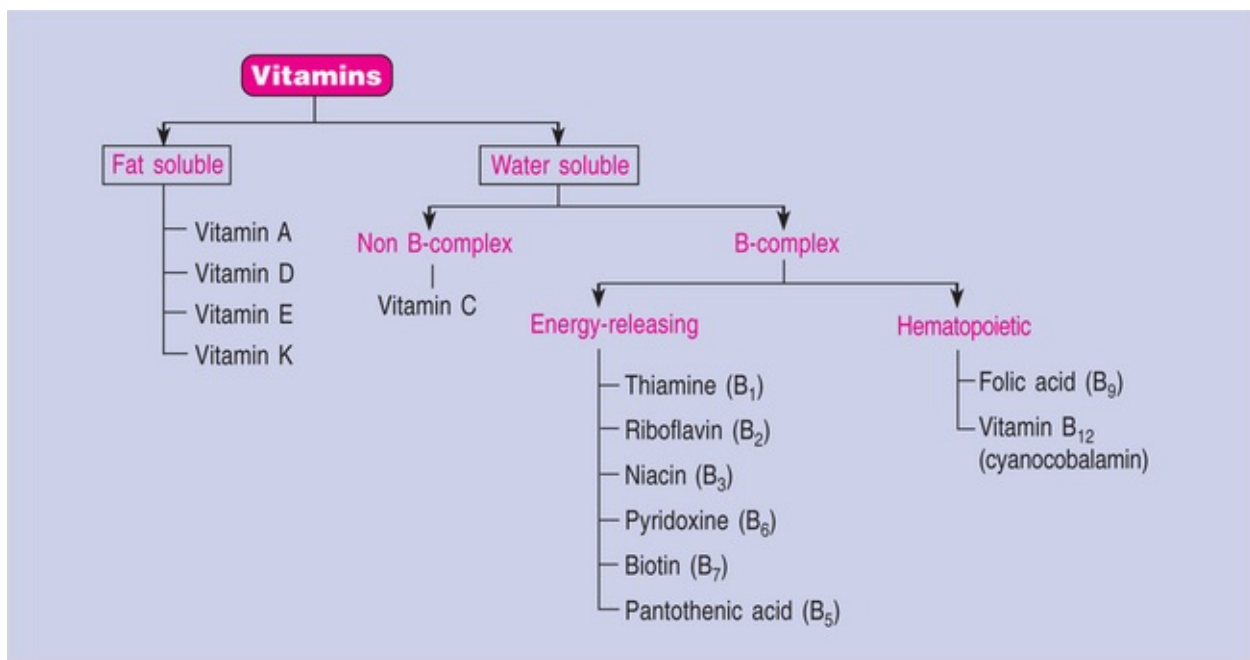 Vitamins
Fat soluble
Water soluble
Vitamin A
Vitamin D
Vitamin E
Vitamin K
Non B-complex
B-complex
Vitamin C
Energy-releasing
Hematopoietic
Thiamine (B₁)
Riboflavin (B₂)
Niacin (B₃)
Pyridoxine (B₆)
Biotin (B₇)
Pantothenic acid (B₅)
Folic acid (B₉)
Vitamin B₁₂
(cyanocobalamin)